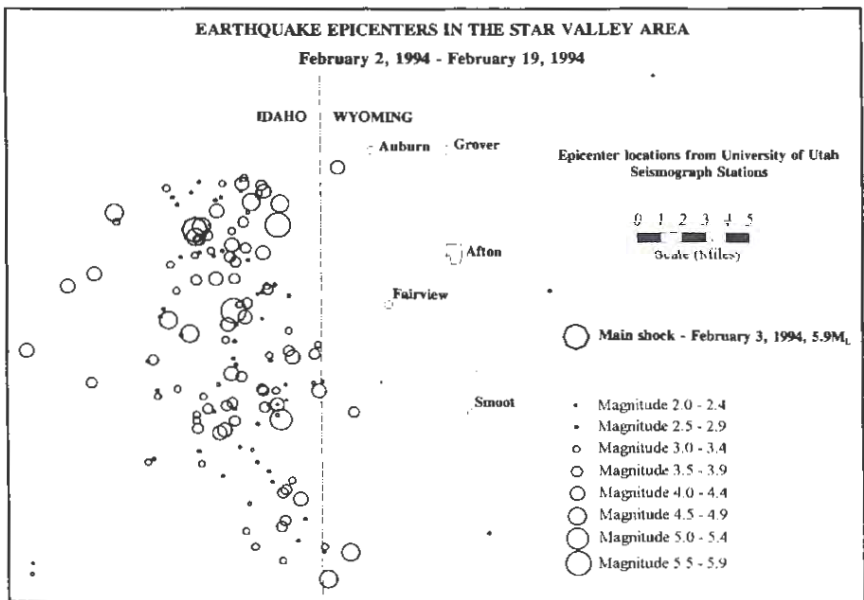 EARTHQUAKE EPICENTERS IN THE STAR VALLEY AREA
February 2, 1994 - February 19, 1994
IDAHO WYOMING
Auburn
Grover
Epicenter locations from University of Utah
Seismograph Stations
0 1 2 3 4 5
Scale (Miles)
Afton
Fairview
Main shock - February 3, 1994, 5.9ML
Smoot
Magnitude 2.0 - 2.4
Magnitude 2.5 - 2.9
Magnitude 3.0 - 3.4
Magnitude 3.5 - 3.9
Magnitude 4.0 - 4.4
Magnitude 4.5 - 4.9
Magnitude 5.0 - 5.4
Magnitude 5.5 - 5.9